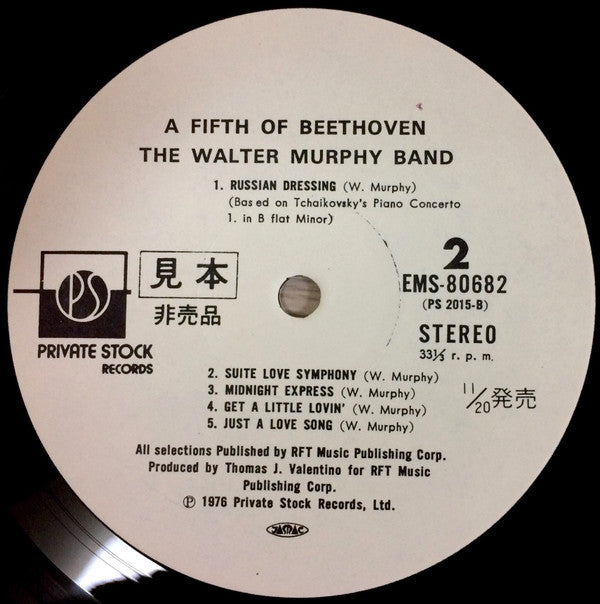 A FIFTH OF BEETHOVEN
THE WALTER MURPHY BAND
1. RUSSIAN DRESSING (W. Murphy)
(Based on Tchaikovsky's Piano Concerto
1. in B flat Minor)
PS
見本
非売品
PRIVATE STOCK
RECORDS
2
EMS-80682
(PS 2015-B)
STEREO
33⅓ r. p. m.
2. SUITE LOVE SYMPHONY (W. Murphy)
3. MIDNIGHT EXPRESS (W. Murphy)
4. GET A LITTLE LOVIN' (W. Murphy)
5. JUST A LOVE SONG (W. Murphy)
11/20発売
All selections Published by RFT Music Publishing Corp.
Produced by Thomas J. Valentino for RFT Music
Publishing Corp.
℗ 1976 Private Stock Records, Ltd.
JASRAC